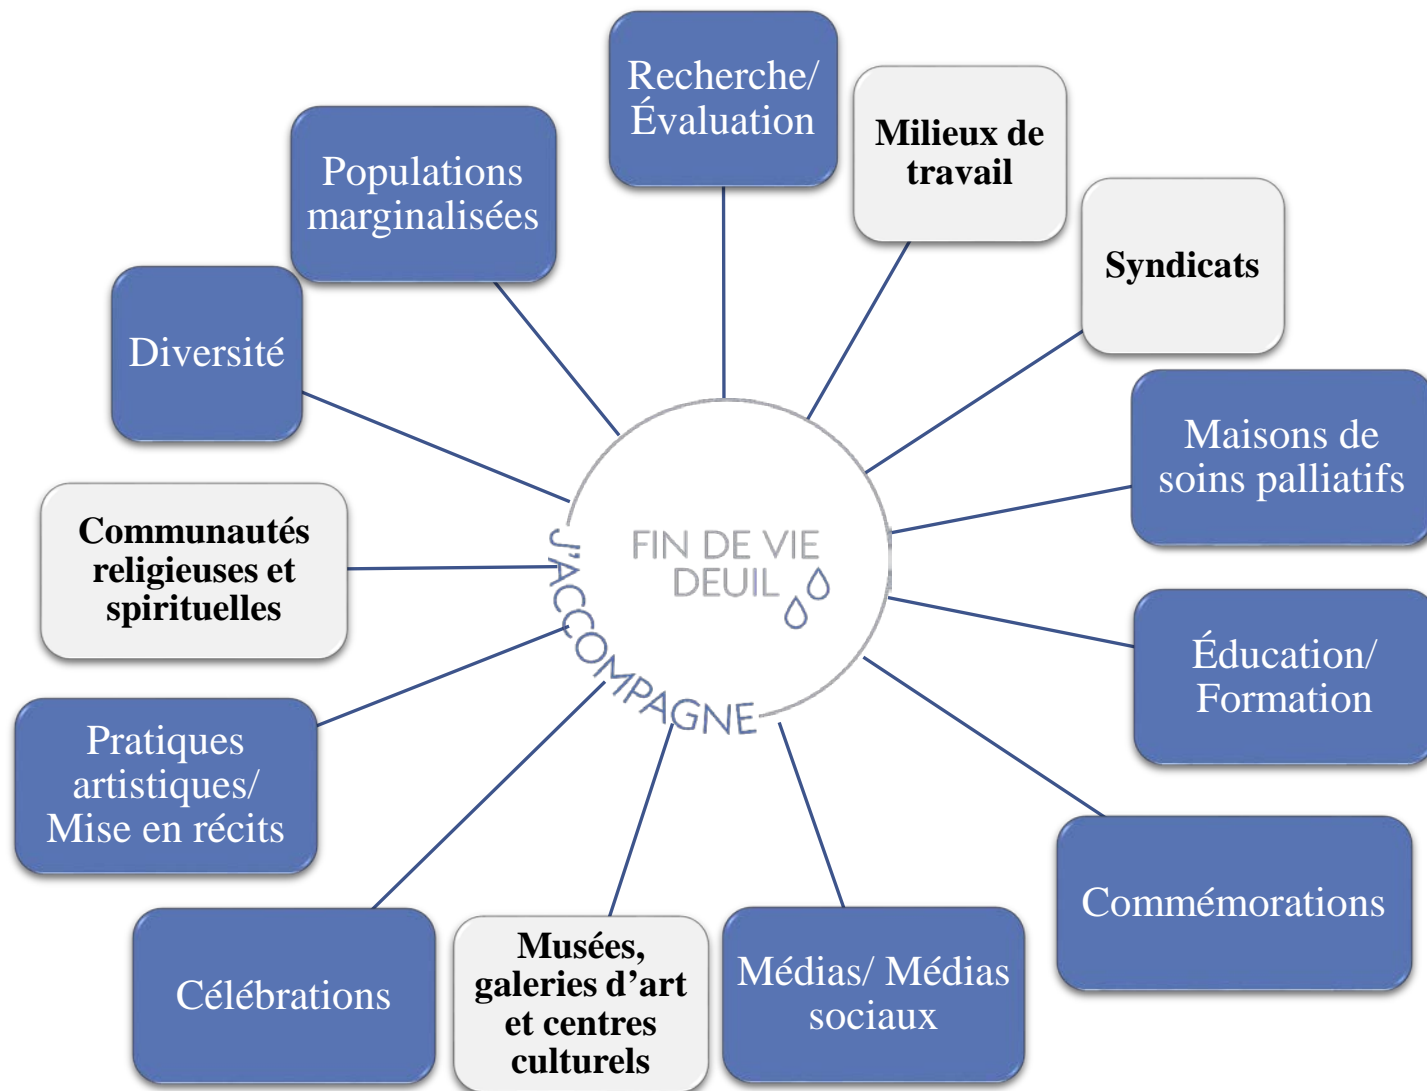 Recherche/
Évaluation
Milieux de
travail
Populations
marginalisées
Syndicats
Diversité
Maisons de
soins palliatifs
Communautés
religieuses et
spirituelles
FIN DE VIE
DEUIL
J'ACCOMPAGNE
Éducation/
Formation
Pratiques
artistiques/
Mise en récits
Commémorations
Célébrations
Musées,
galeries d’art
et centres
culturels
Médias/ Médias
sociaux